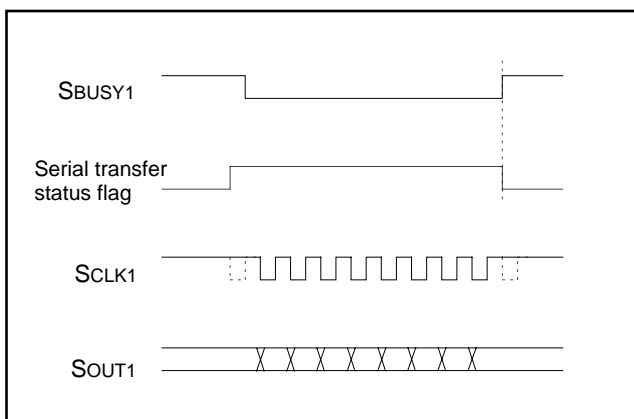 SBUSY1
Serial transfer
status flag
SCLK1
SOUT1